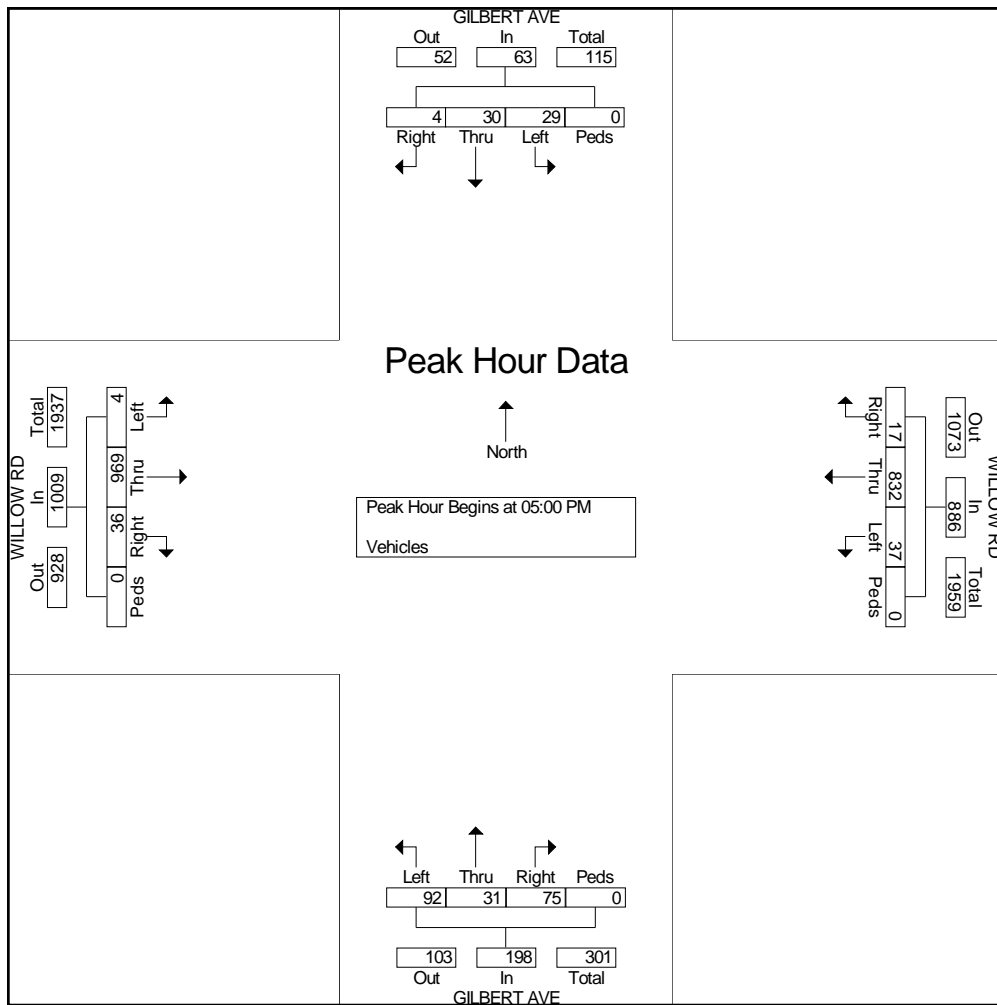 GILBERT AVE
Out In Total
52 63 115
4 30 29 0
Right Thru Left Peds
Peak Hour Data
North
Peak Hour Begins at 05:00 PM
Vehicles
WILLOW RD
Total In Out
1937 1009 928
4 969 36 0
Left Thru Right Peds
WILLOW RD
Out In Total
1073 886 1959
Right Thru Left Peds
17 832 37 0
Left Thru Right Peds
92 31 75 0
103 198 301
Out In Total
GILBERT AVE